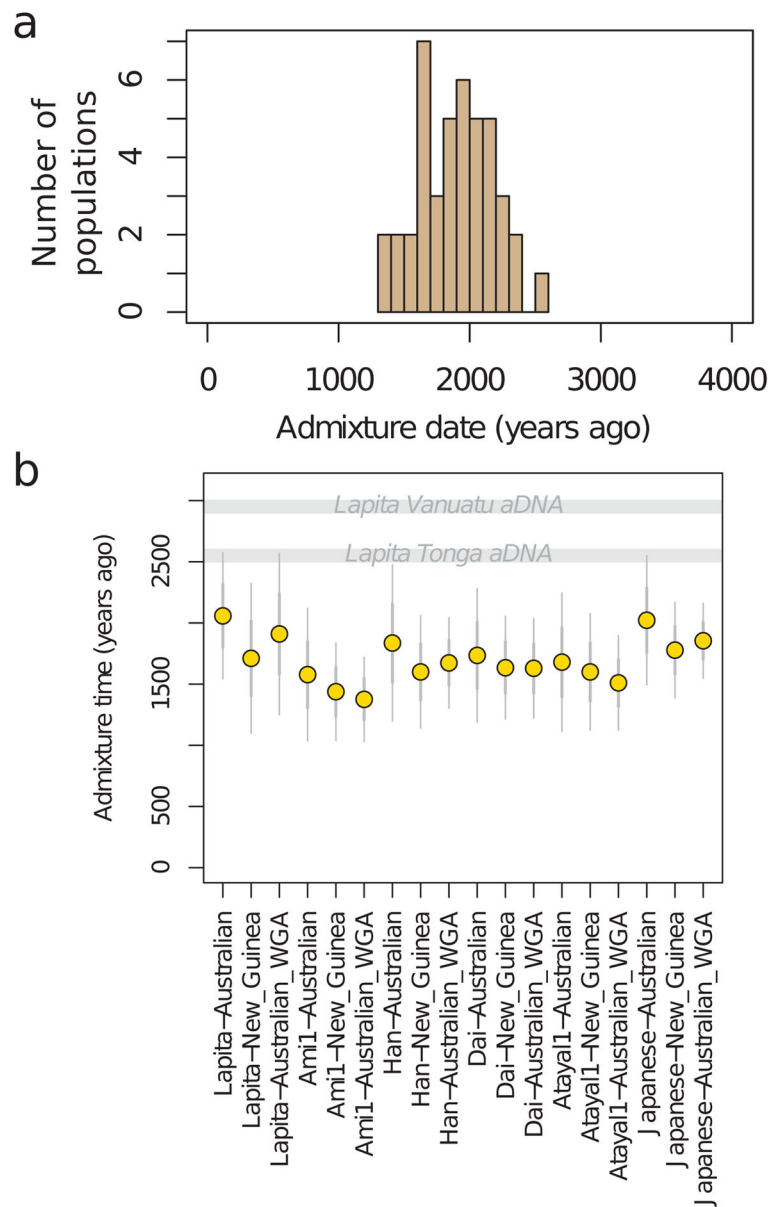 a
Number of
populations
0
2
4
6
0 1000 2000 3000 4000
Admixture date (years ago)
b
Lapita Vanuatu aDNA
Lapita Tonga aDNA
Admixture time (years ago)
0
500
1500
2500
Lapita−Australian
Lapita−New_Guinea
Lapita−Australian_WGA
Ami1−Australian
Ami1−New_Guinea
Ami1−Australian_WGA
Han−Australian
Han−New_Guinea
Han−Australian_WGA
Dai−Australian
Dai−New_Guinea
Dai−Australian_WGA
Atayal1−Australian
Atayal1−New_Guinea
Atayal1−Australian_WGA
Japanese−Australian
Japanese−New_Guinea
Japanese−Australian_WGA